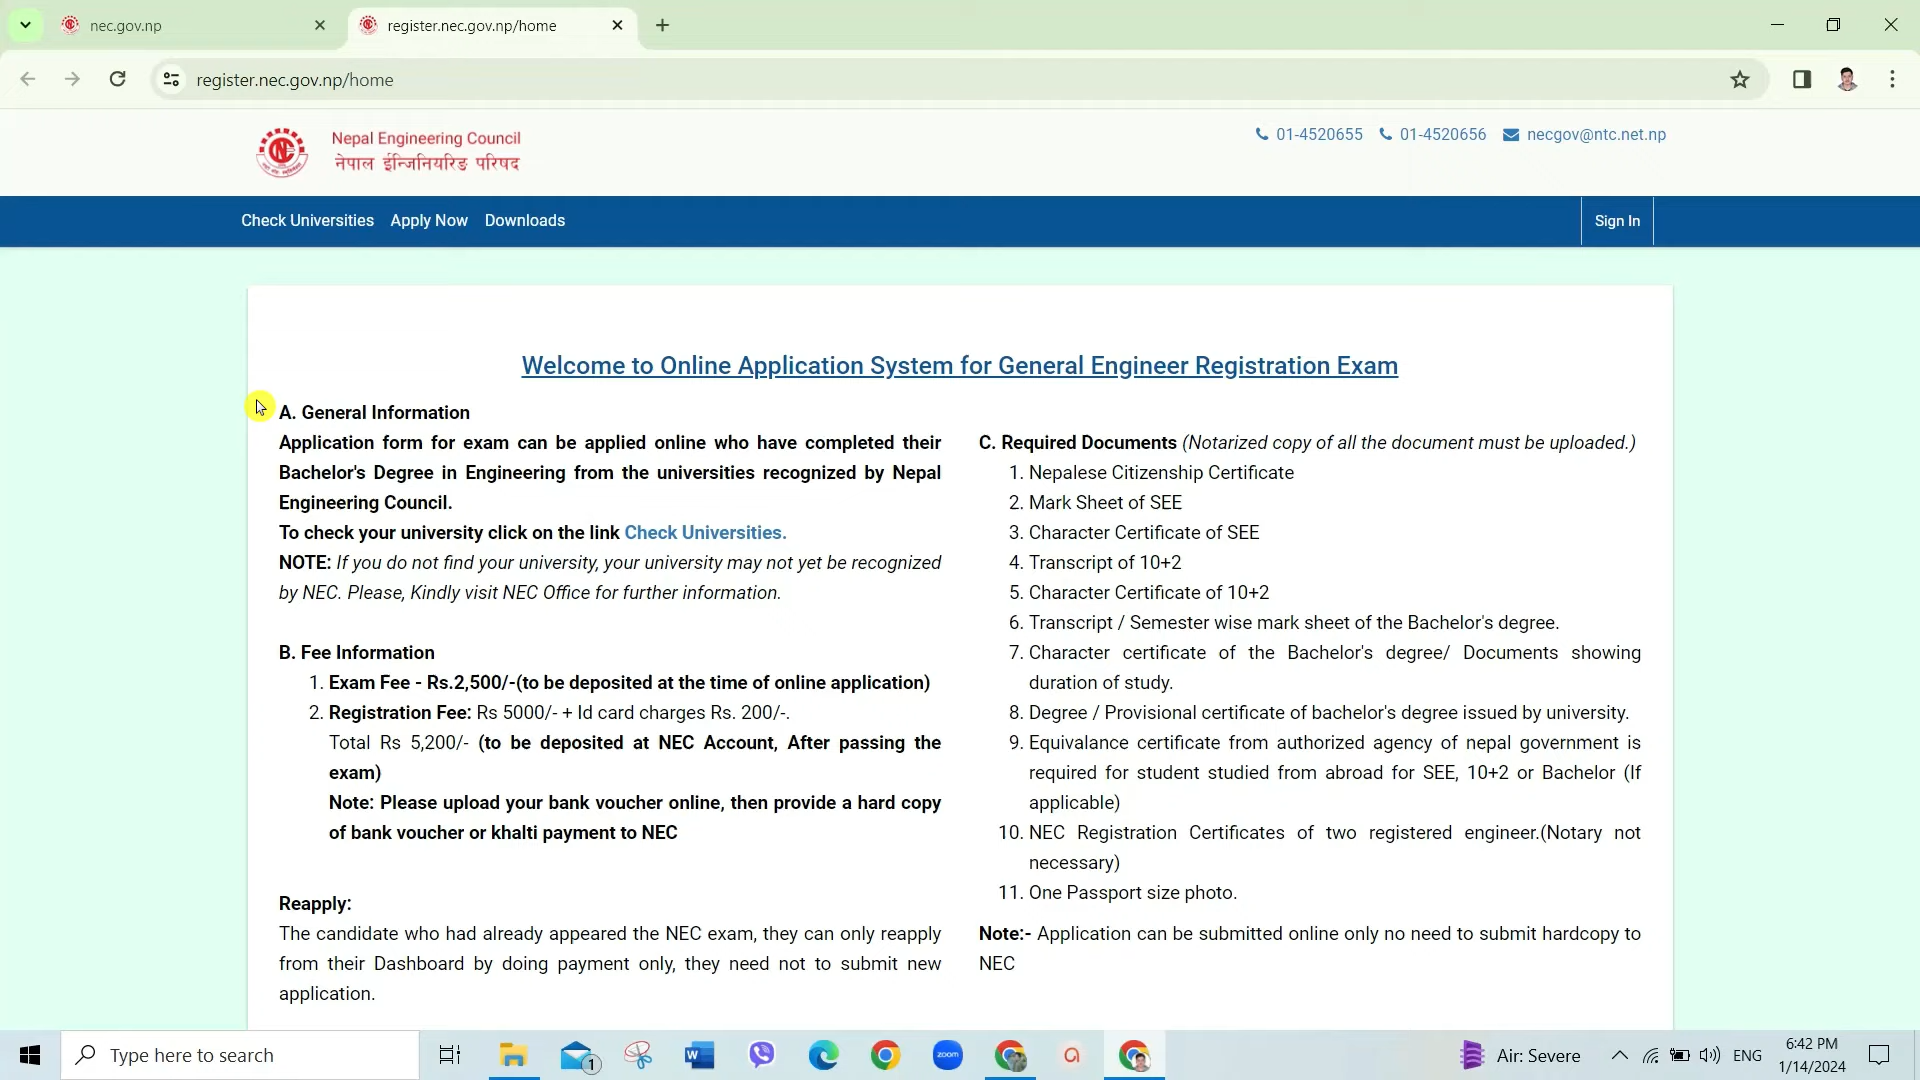 nec.gov.np
register.nec.gov.np/home
register.nec.gov.np/home
Nepal Engineering Council
नेपाल ईन्जिनियरिङ परिषद
01-4520655
01-4520656
necgov@ntc.net.np
Check Universities
Apply Now
Downloads
Sign In
Welcome to Online Application System for General Engineer Registration Exam
A. General Information
Application form for exam can be applied online who have completed their
Bachelor's Degree in Engineering from the universities recognized by Nepal
Engineering Council.
To check your university click on the link Check Universities.
NOTE: If you do not find your university, your university may not yet be recognized
by NEC. Please, Kindly visit NEC Office for further information.
B. Fee Information
1. Exam Fee - Rs.2,500/-(to be deposited at the time of online application)
2. Registration Fee: Rs 5000/- + Id card charges Rs. 200/-.
Total Rs 5,200/- (to be deposited at NEC Account, After passing the
exam)
Note: Please upload your bank voucher online, then provide a hard copy
of bank voucher or khalti payment to NEC
Reapply:
The candidate who had already appeared the NEC exam, they can only reapply
from their Dashboard by doing payment only, they need not to submit new
application.
C. Required Documents (Notarized copy of all the document must be uploaded.)
1. Nepalese Citizenship Certificate
2. Mark Sheet of SEE
3. Character Certificate of SEE
4. Transcript of 10+2
5. Character Certificate of 10+2
6. Transcript / Semester wise mark sheet of the Bachelor's degree.
7. Character certificate of the Bachelor's degree/ Documents showing
duration of study.
8. Degree / Provisional certificate of bachelor's degree issued by university.
9. Equivalance certificate from authorized agency of nepal government is
required for student studied from abroad for SEE, 10+2 or Bachelor (If
applicable)
10. NEC Registration Certificates of two registered engineer.(Notary not
necessary)
11. One Passport size photo.
Note:- Application can be submitted online only no need to submit hardcopy to
NEC
Type here to search
1
W
zoom
Air: Severe
ENG
6:42 PM
1/14/2024